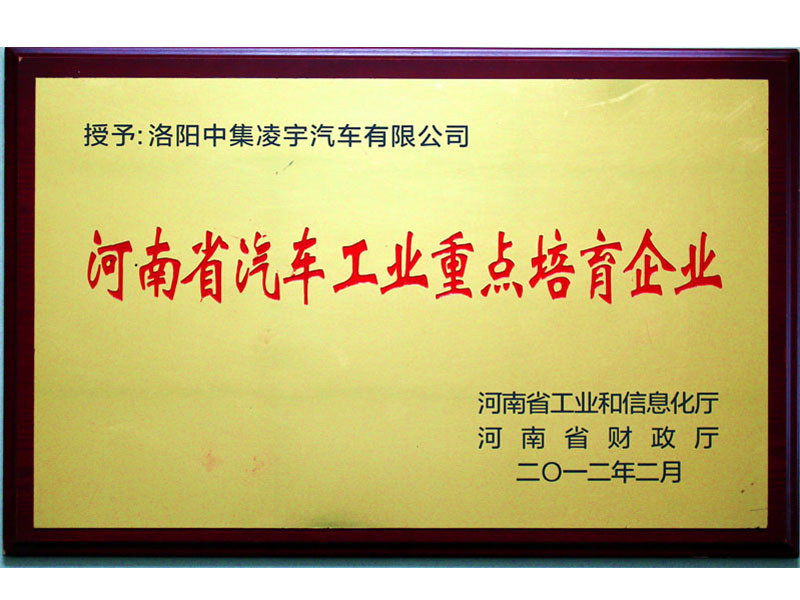 授予:洛阳中集凌宇汽车有限公司
河南省汽车工业重点培育企业
河南省工业和信息化厅
河南省财政厅
二〇一二年二月